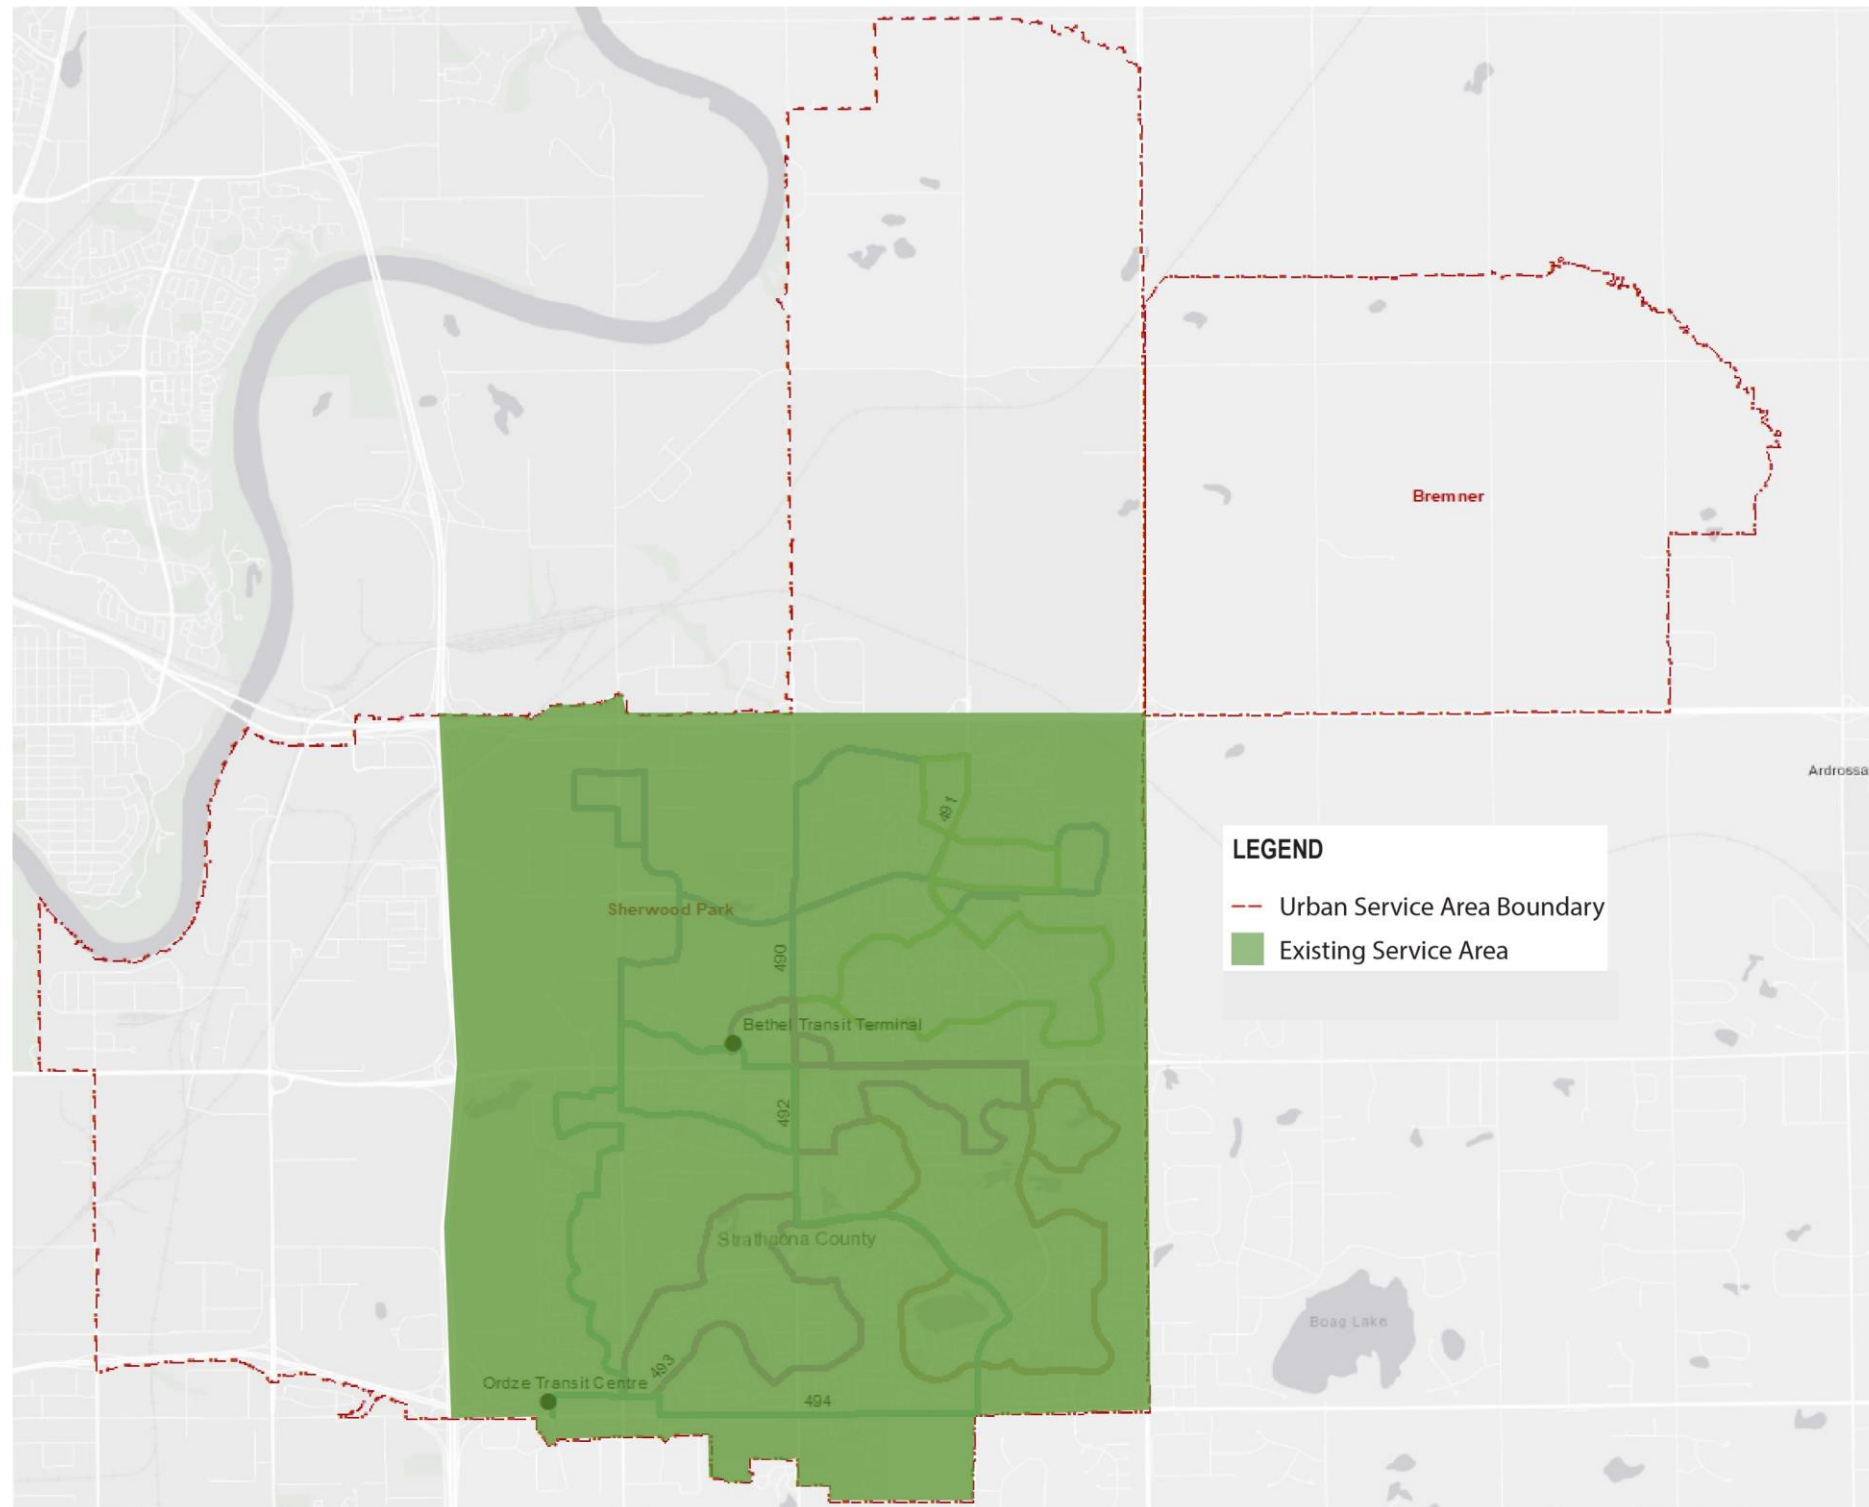 Bremner
Ardrossa
491
LEGEND
Urban Service Area Boundary
Existing Service Area
Sherwood Park
490
Bethel Transit Terminal
492
Strathcona County
Boag Lake
493
Ordze Transit Centre
494